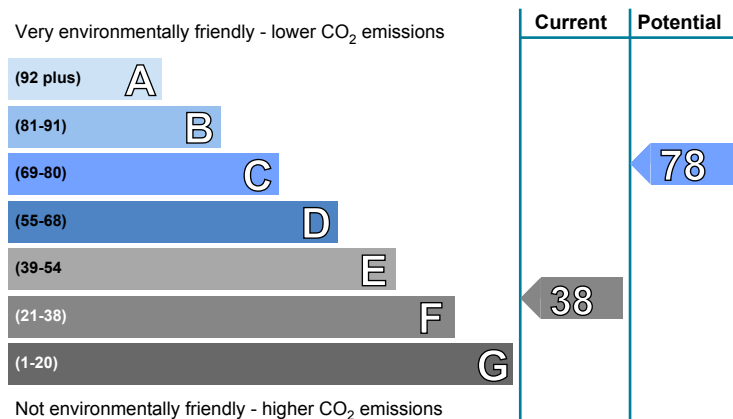 Current Potential
Very environmentally friendly - lower CO2 emissions
(92 plus) A
(81-91) B
(69-80) C
78
(55-68) D
(39-54 E
(21-38) F
38
(1-20) G
Not environmentally friendly - higher CO2 emissions